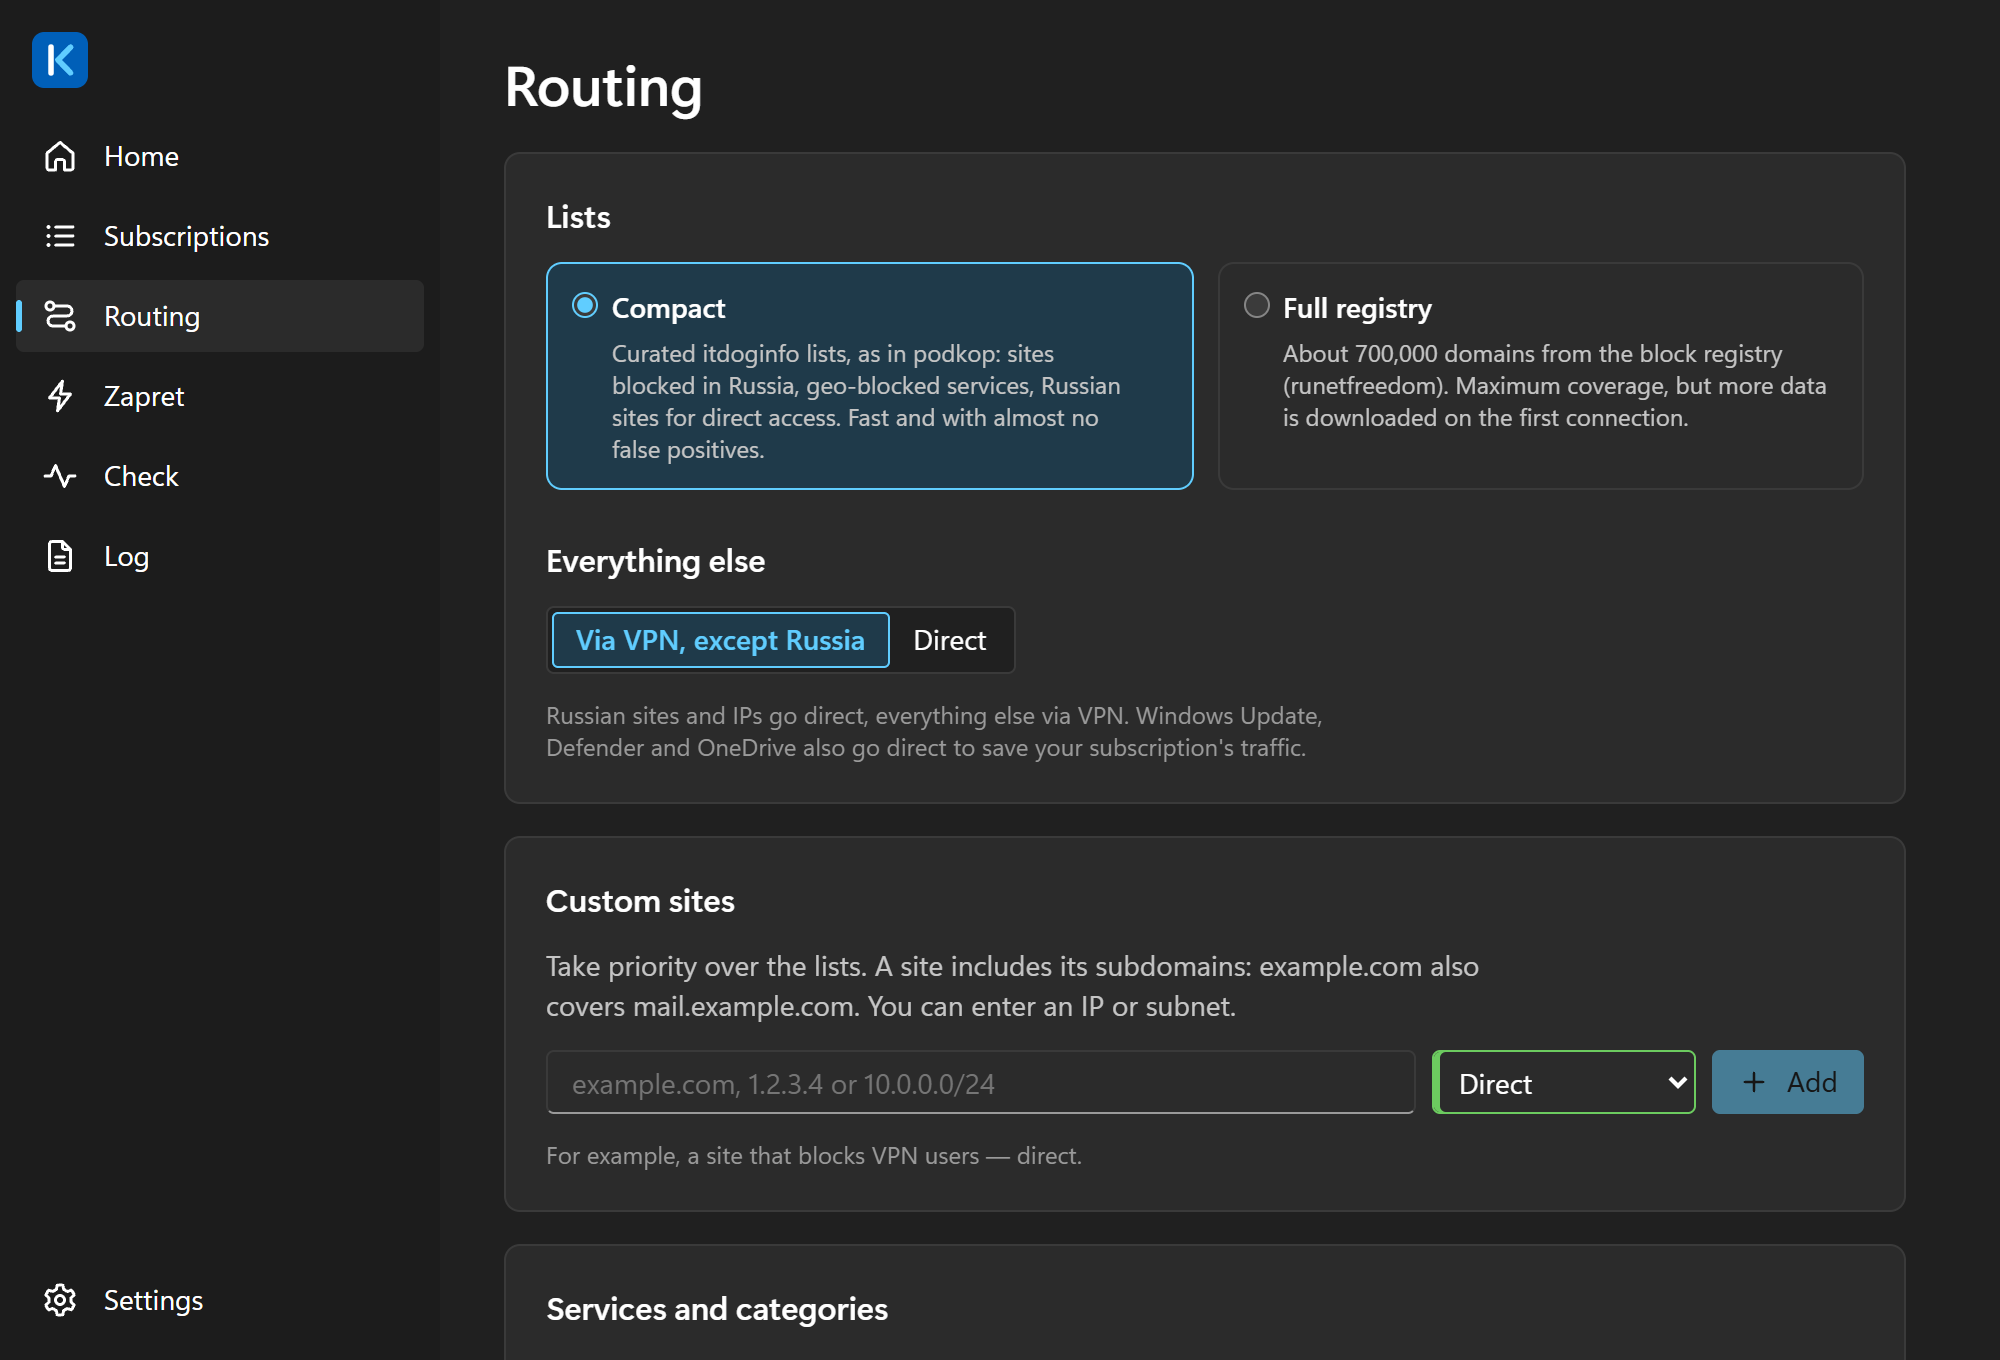 Home
Subscriptions
Routing
Zapret
Check
Log
Settings
Routing
Lists
Compact
Curated itdoginfo lists, as in podkop: sites
blocked in Russia, geo-blocked services, Russian
sites for direct access. Fast and with almost no
false positives.
Full registry
About 700,000 domains from the block registry
(runetfreedom). Maximum coverage, but more data
is downloaded on the first connection.
Everything else
Via VPN, except Russia
Direct
Russian sites and IPs go direct, everything else via VPN. Windows Update,
Defender and OneDrive also go direct to save your subscription's traffic.
Custom sites
Take priority over the lists. A site includes its subdomains: example.com also
covers mail.example.com. You can enter an IP or subnet.
example.com, 1.2.3.4 or 10.0.0.0/24
Direct
Add
For example, a site that blocks VPN users — direct.
Services and categories